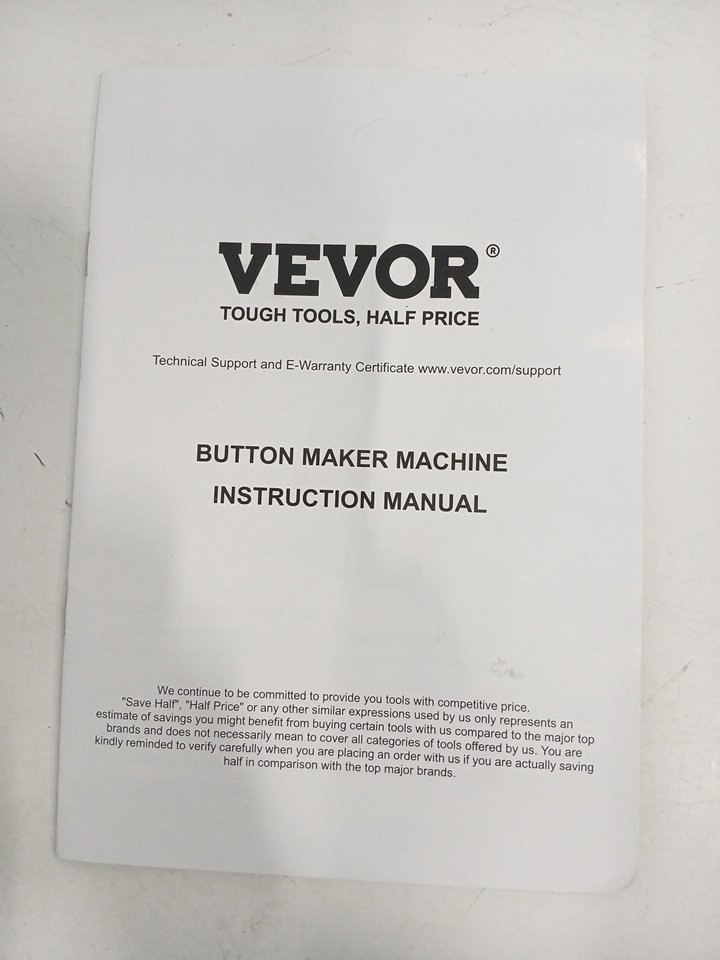 VEVOR®
TOUGH TOOLS, HALF PRICE
Technical Support and E-Warranty Certificate www.vevor.com/support
BUTTON MAKER MACHINE
INSTRUCTION MANUAL
We continue to be committed to provide you tools with competitive price.
"Save Half", "Half Price" or any other similar expressions used by us only represents an
estimate of savings you might benefit from buying certain tools with us compared to the major top
brands and does not necessarily mean to cover all categories of tools offered by us. You are
kindly reminded to verify carefully when you are placing an order with us if you are actually saving
half in comparison with the top major brands.